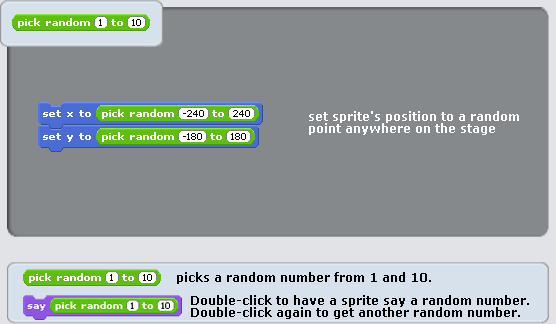 pick random 1 to 10
set x to pick random -240 to 240
set y to pick random -180 to 180
set sprite's position to a random
point anywhere on the stage
pick random 1 to 10 picks a random number from 1 and 10.
say pick random 1 to 10 Double-click to have a sprite say a random number.
Double-click again to get another random number.